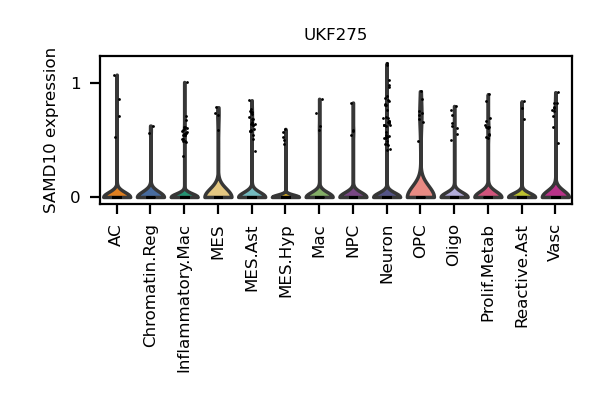 UKF275
SAMD10 expression
1
0
AC
Chromatin.Reg
Inflammatory.Mac
MES
MES.Ast
MES.Hyp
Mac
NPC
Neuron
OPC
Oligo
Prolif.Metab
Reactive.Ast
Vasc